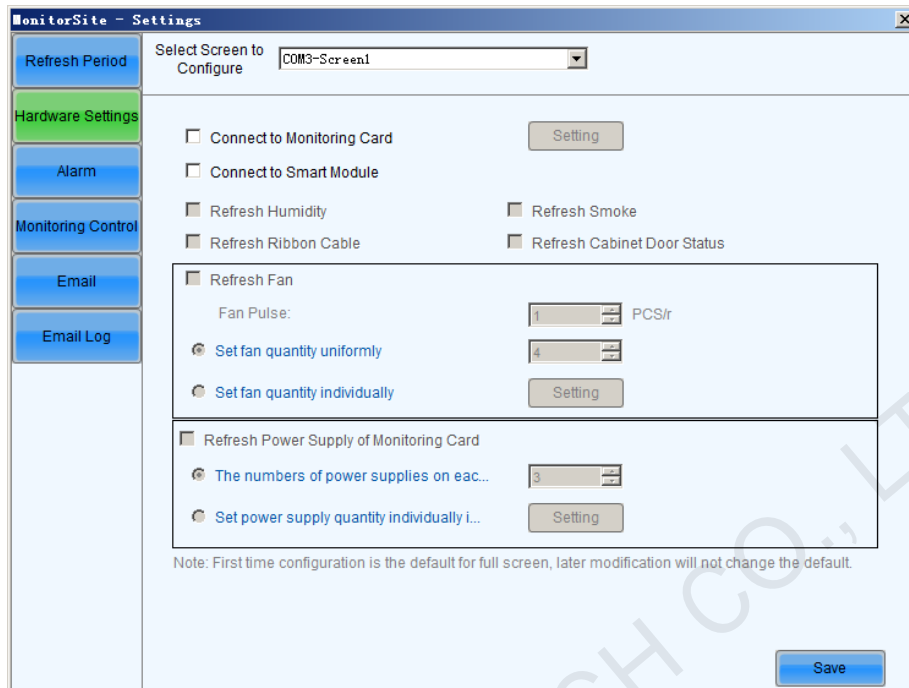 MonitorSite - Settings
Select Screen to
Configure
COM3-Screen1
Refresh Period
Hardware Settings
Alarm
Monitoring Control
Email
Email Log
Connect to Monitoring Card
Setting
Connect to Smart Module
Refresh Humidity
Refresh Smoke
Refresh Ribbon Cable
Refresh Cabinet Door Status
Refresh Fan
Fan Pulse:
1
PCS/r
Set fan quantity uniformly
4
Set fan quantity individually
Setting
Refresh Power Supply of Monitoring Card
The numbers of power supplies on eac...
3
Set power supply quantity individually i...
Setting
Note: First time configuration is the default for full screen, later modification will not change the default.
Save
CH CO., LT